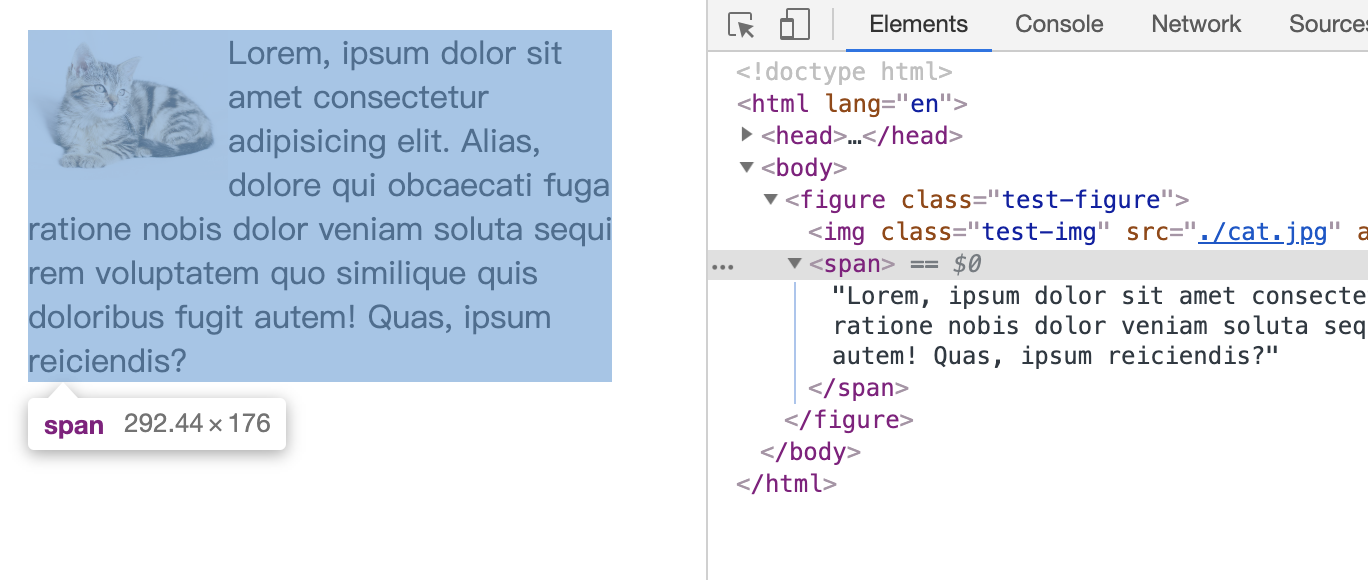 Lorem, ipsum dolor sit
amet consectetur
adipisicing elit. Alias,
dolore qui obcaecati fuga
ratione nobis dolor veniam soluta sequi
rem voluptatem quo similique quis
doloribus fugit autem! Quas, ipsum
reiciendis?
span 292.44 × 176
Elements Console Network Sources
<!doctype html>
<html lang="en">
<head>…</head>
<body>
<figure class="test-figure">
<img class="test-img" src="./cat.jpg" a
… <span> == $0
"Lorem, ipsum dolor sit amet consecte
ratione nobis dolor veniam soluta seq
autem! Quas, ipsum reiciendis?"
</span>
</figure>
</body>
</html>